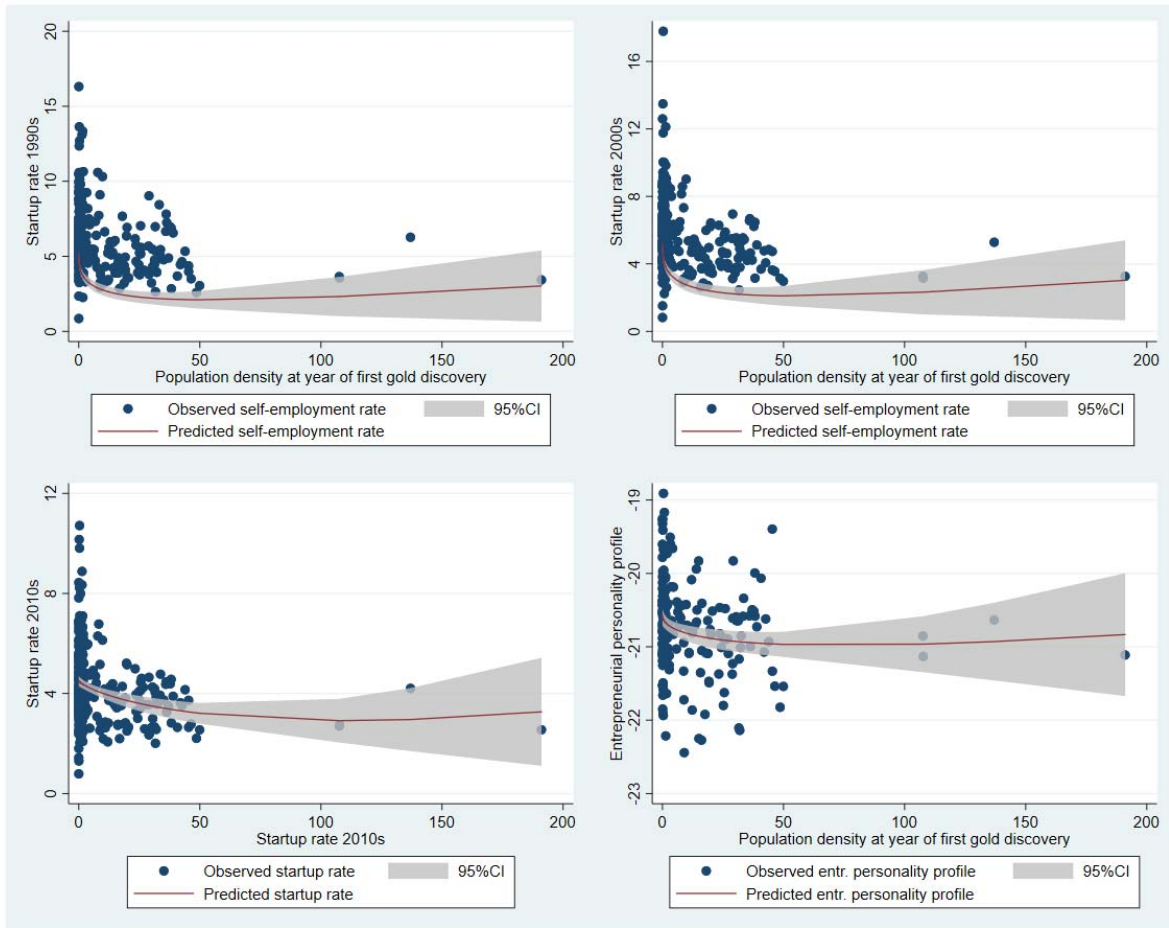 20
15
10
5
0
Startup rate 1990s
0 50 100 150 200
Population density at year of first gold discovery
Observed self-employment rate 95%CI
Predicted self-employment rate
16
12
8
4
0
Startup rate 2000s
0 50 100 150 200
Population density at year of first gold discovery
Observed self-employment rate 95%CI
Predicted self-employment rate
12
8
4
0
Startup rate 2010s
0 50 100 150 200
Startup rate 2010s
Observed startup rate 95%CI
Predicted startup rate
-19
-20
-21
-22
-23
Entrepreneurial personality profile
0 50 100 150 200
Population density at year of first gold discovery
Observed entr. personality profile 95%CI
Predicted entr. personality profile